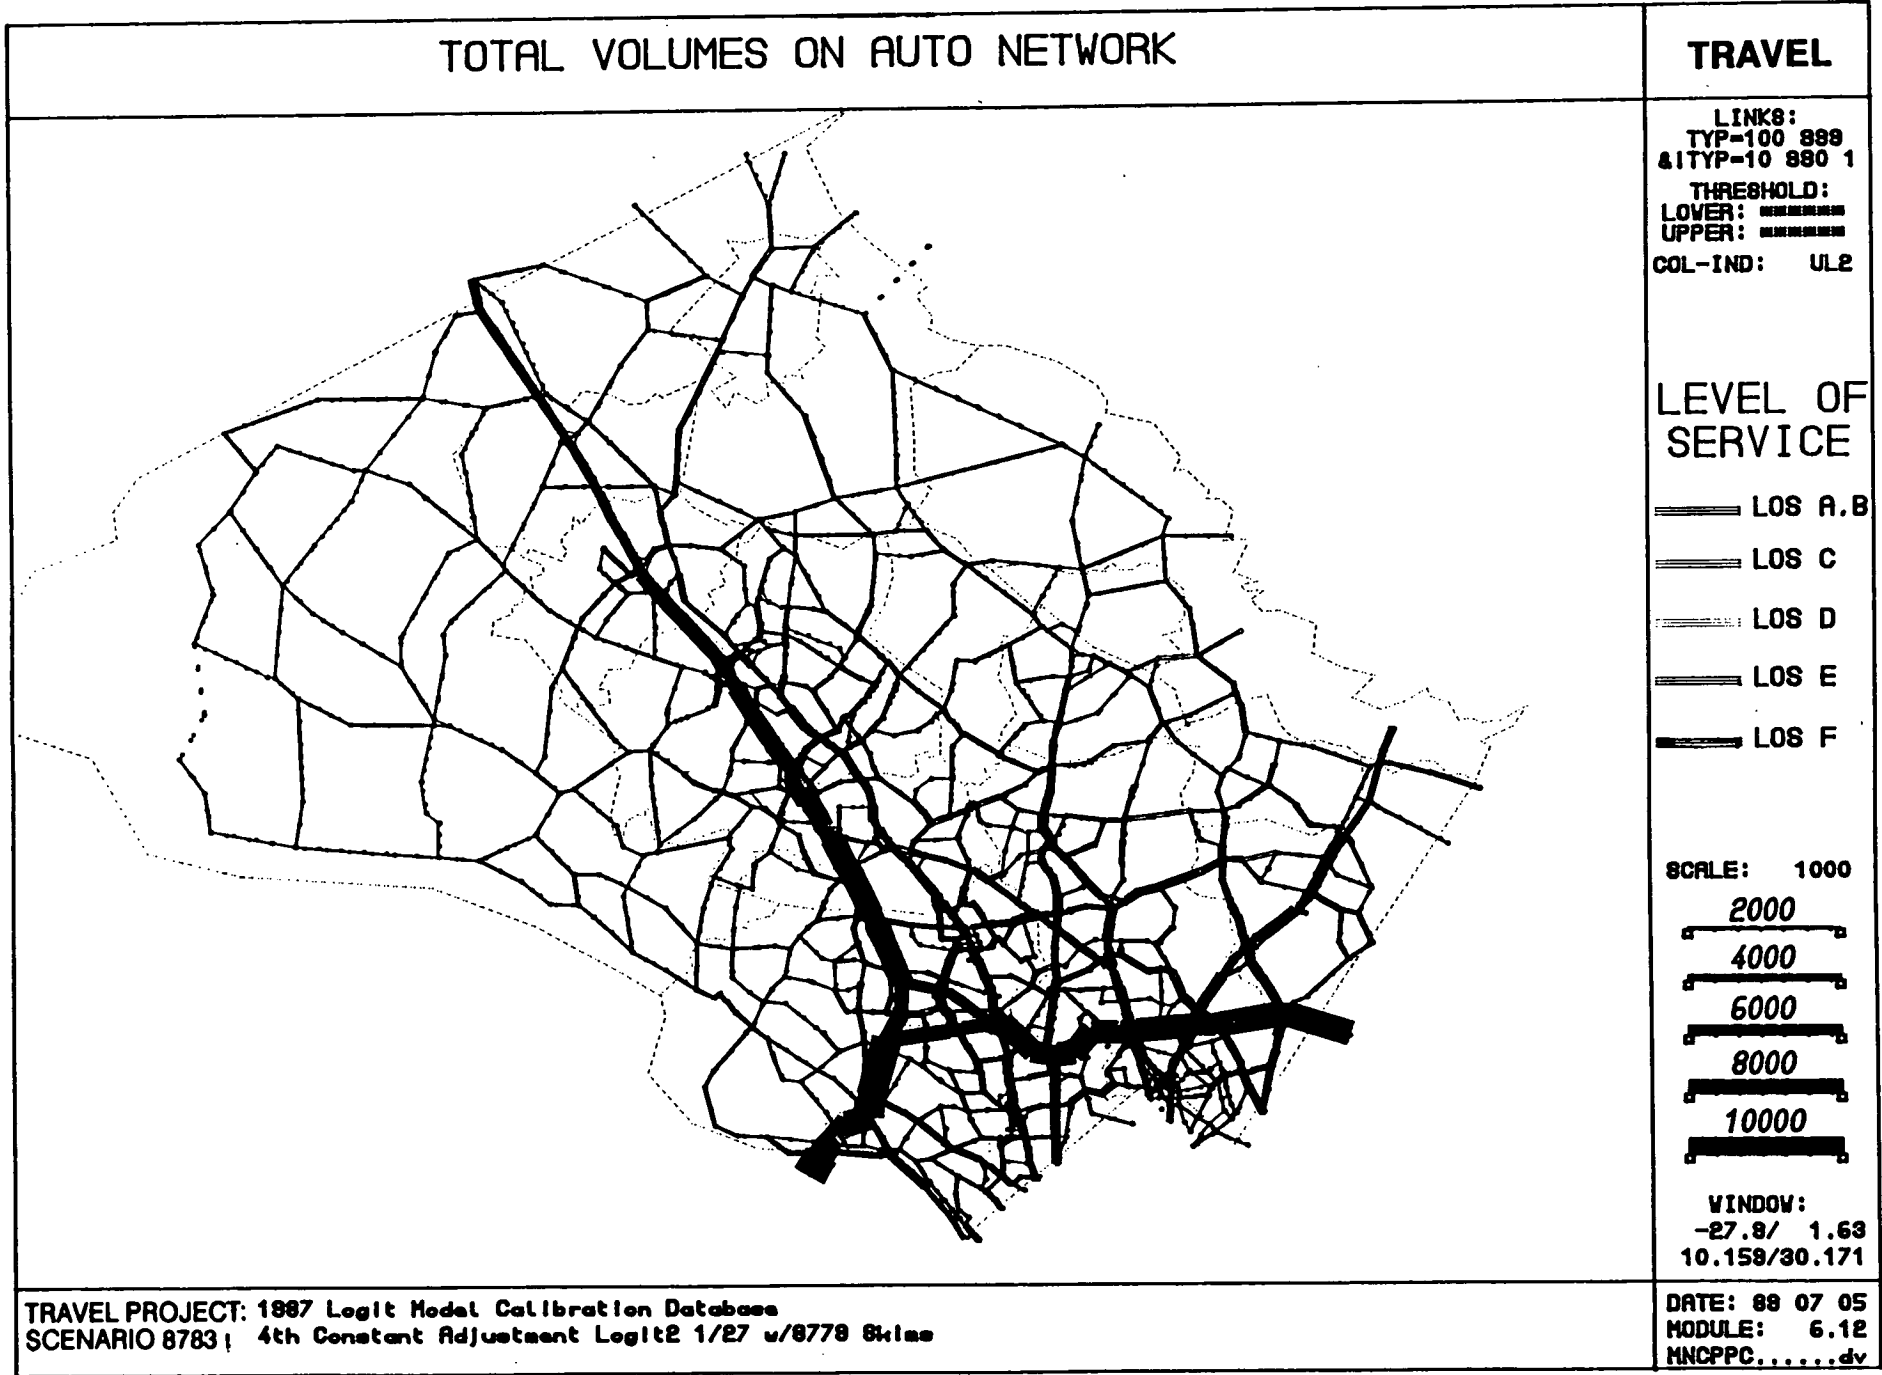 TOTAL VOLUMES ON AUTO NETWORK
TRAVEL
LINKS:
TYP=100 999
&ITYP=10 880 1
THRESHOLD:
LOWER:
UPPER:
COL-IND: UL2
LEVEL OF
SERVICE
LOS A.B
LOS C
LOS D
LOS E
LOS F
SCALE: 1000
2000
4000
6000
8000
10000
WINDOW:
-27.9/ 1.63
10.159/30.171
TRAVEL PROJECT: 1987 Logit Model Calibration Database
SCENARIO 8783: 4th Constant Adjustment Logit2 1/27 w/8779 Skims
DATE: 89 07 05
MODULE: 6.12
MNCPPC......dv